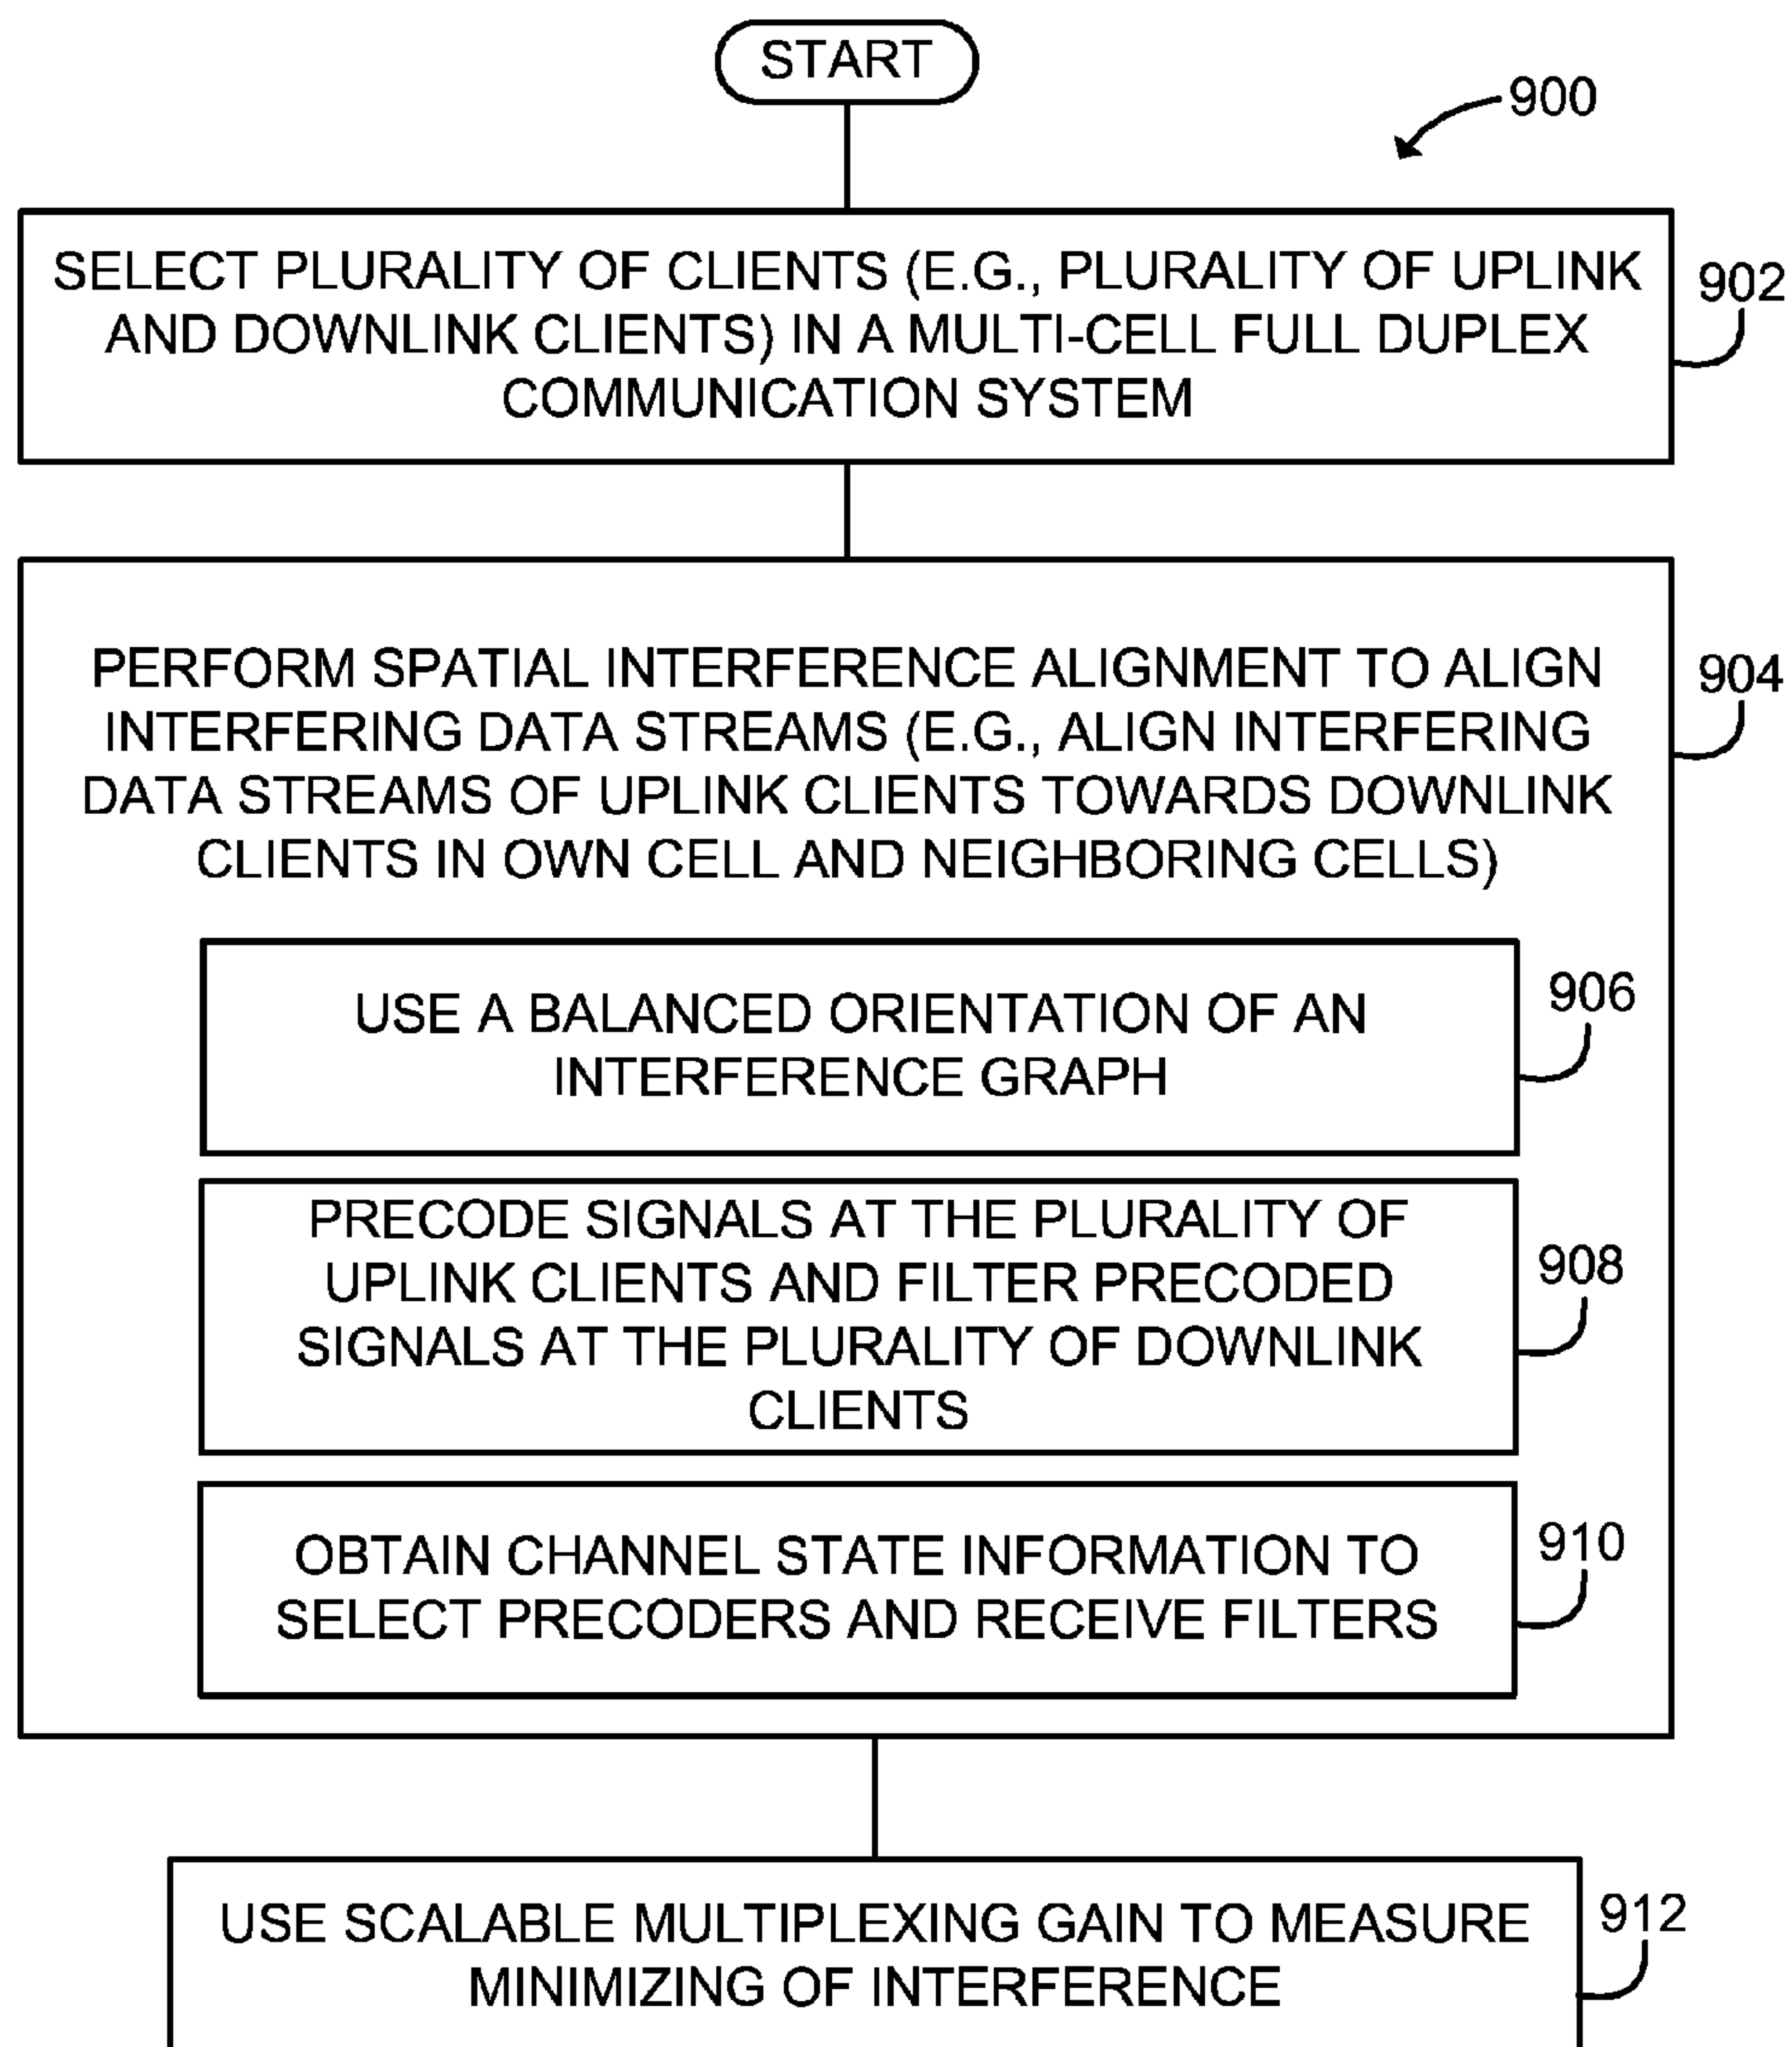 START
900
SELECT PLURALITY OF CLIENTS (E.G., PLURALITY OF UPLINK
AND DOWNLINK CLIENTS) IN A MULTI-CELL FULL DUPLEX
COMMUNICATION SYSTEM
902
PERFORM SPATIAL INTERFERENCE ALIGNMENT TO ALIGN
INTERFERING DATA STREAMS (E.G., ALIGN INTERFERING
DATA STREAMS OF UPLINK CLIENTS TOWARDS DOWNLINK
CLIENTS IN OWN CELL AND NEIGHBORING CELLS)
904
USE A BALANCED ORIENTATION OF AN
INTERFERENCE GRAPH
906
PRECODE SIGNALS AT THE PLURALITY OF
UPLINK CLIENTS AND FILTER PRECODED
SIGNALS AT THE PLURALITY OF DOWNLINK
CLIENTS
908
OBTAIN CHANNEL STATE INFORMATION TO
SELECT PRECODERS AND RECEIVE FILTERS
910
USE SCALABLE MULTIPLEXING GAIN TO MEASURE
MINIMIZING OF INTERFERENCE
912